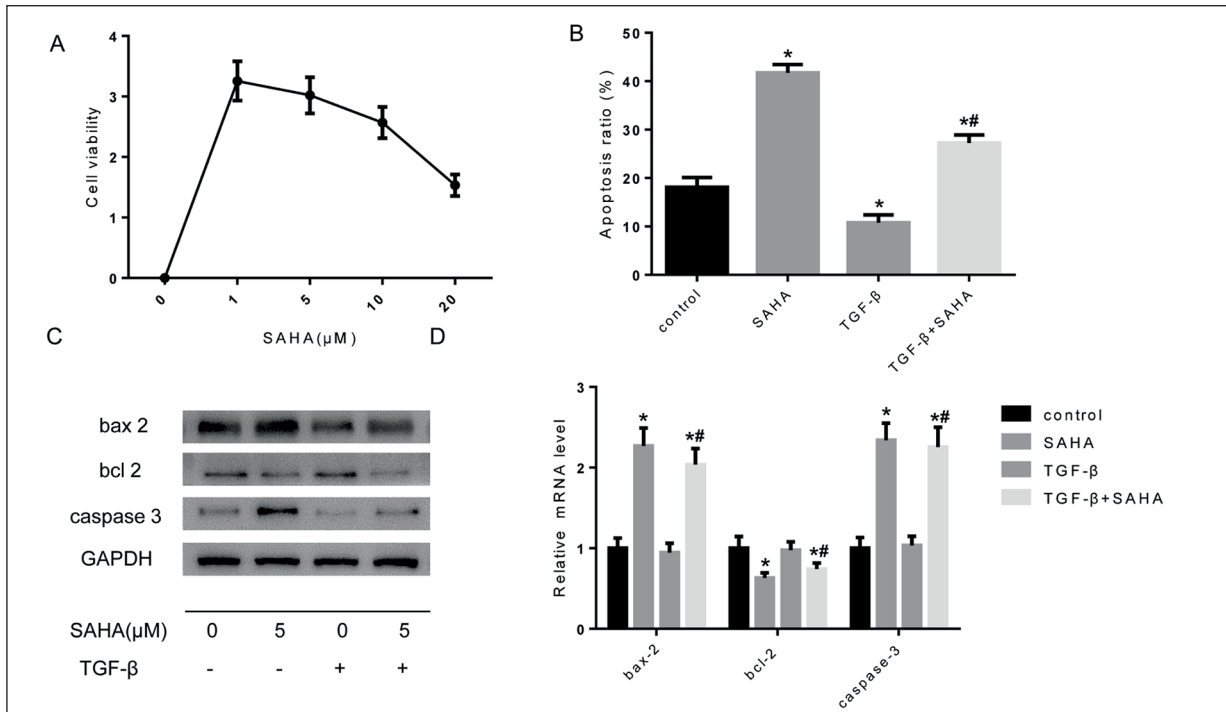 A
4
3
2
1
0
Cell viability
0 1 5 10 20
SAHA(μM)
B
50
40
30
20
10
0
Apoptosis ratio (%)
*
*
*#
control SAHA TGF-β TGF-β+SAHA
C
bax 2
bcl 2
caspase 3
GAPDH
SAHA(μM) 0 5 0 5
TGF-β - - + +
D
3
2
1
0
Relative mRNA level
* *# * *# * *#
bax-2 bcl-2 caspase-3
control
SAHA
TGF-β
TGF-β+SAHA